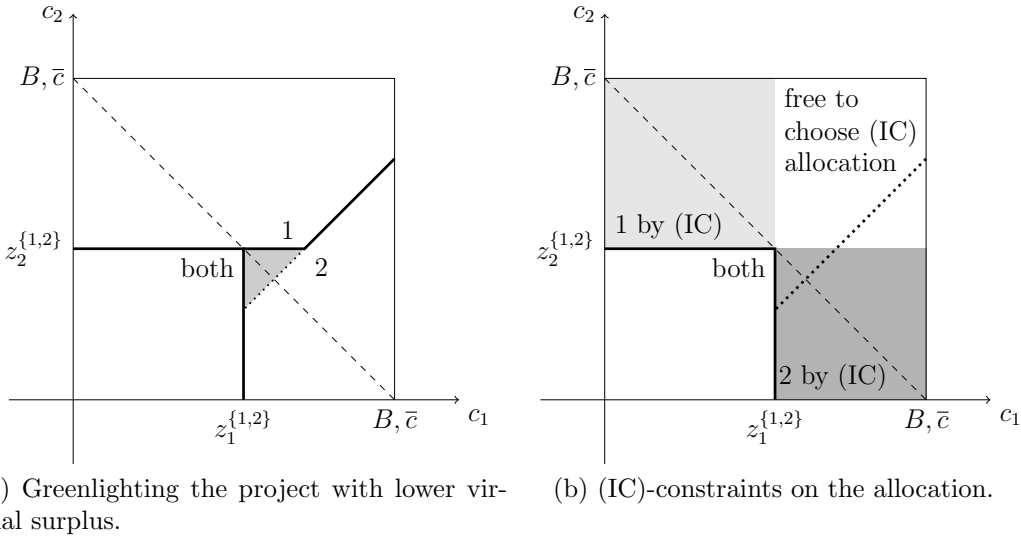 c₂
B, c̅
1
z₂^{1,2}
both
2
z₁^{1,2}
B, c̅
c₁
) Greenlighting the project with lower vir-
al surplus.
c₂
B, c̅
free to
choose (IC)
allocation
1 by (IC)
z₂^{1,2}
both
2 by (IC)
z₁^{1,2}
B, c̅
c₁
(b) (IC)-constraints on the allocation.